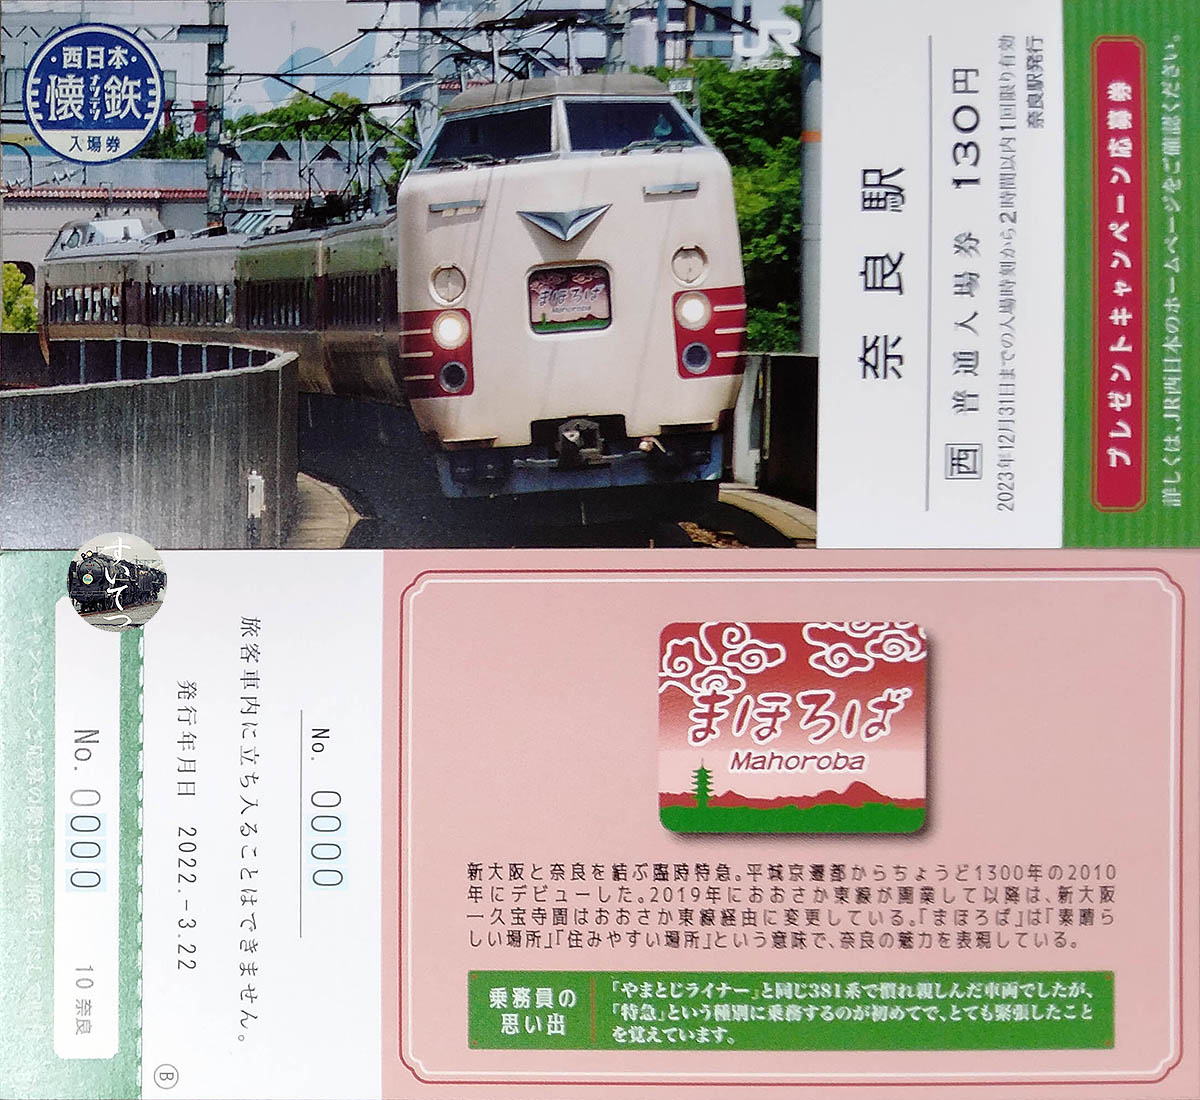 西日本
懐鉄
ナツテツ
入場券
JR
JR西日本
まほろば
Mahoroba
奈良駅
西 普通入場券 130円
2023年12月31日までの入場時刻から2時間以内1回限り有効
奈良駅発行
プレゼントキャンペーン応募券
詳しくは、JR西日本のホームページをご確認ください。
すいてつ
No. 0000
10 奈良
No. 0000
旅客車内に立ち入ることはできません。
発行年月日 2022.-3.22
B
まほろば
Mahoroba
新大阪と奈良を結ぶ臨時特急。平城京遷都からちょうど1300年の2010
年にデビューした。2019年におおさか東線が開業して以降は、新大阪
―久宝寺間はおおさか東線経由に変更している。「まほろば」は「素晴ら
しい場所」「住みやすい場所」という意味で、奈良の魅力を表現している。
乗務員の
思い出
「やまとじライナー」と同じ381系で慣れ親しんだ車両でしたが、
「特急」という種別に乗務するのが初めてで、とても緊張したこと
を覚えています。